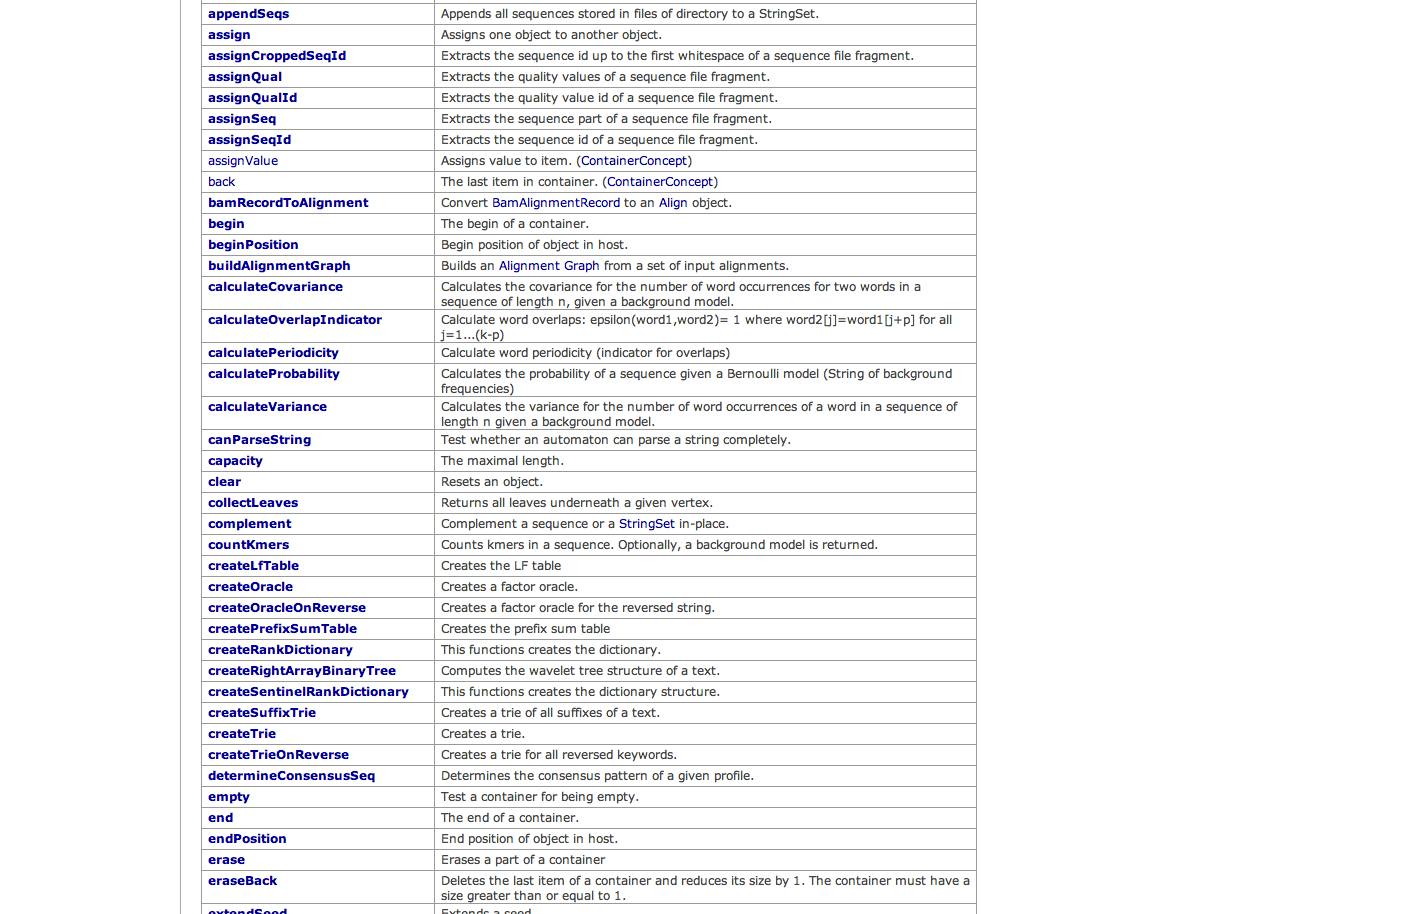 appendSeqs Appends all sequences stored in files of directory to a StringSet.
assign Assigns one object to another object.
assignCroppedSeqId Extracts the sequence id up to the first whitespace of a sequence file fragment.
assignQual Extracts the quality values of a sequence file fragment.
assignQualId Extracts the quality value id of a sequence file fragment.
assignSeq Extracts the sequence part of a sequence file fragment.
assignSeqId Extracts the sequence id of a sequence file fragment.
assignValue Assigns value to item. (ContainerConcept)
back The last item in container. (ContainerConcept)
bamRecordToAlignment Convert BamAlignmentRecord to an Align object.
begin The begin of a container.
beginPosition Begin position of object in host.
buildAlignmentGraph Builds an Alignment Graph from a set of input alignments.
calculateCovariance Calculates the covariance for the number of word occurrences for two words in a
sequence of length n, given a background model.
calculateOverlapIndicator Calculate word overlaps: epsilon(word1,word2)= 1 where word2[j]=word1[j+p] for all
j=1...(k-p)
calculatePeriodicity Calculate word periodicity (indicator for overlaps)
calculateProbability Calculates the probability of a sequence given a Bernoulli model (String of background
frequencies)
calculateVariance Calculates the variance for the number of word occurrences of a word in a sequence of
length n given a background model.
canParseString Test whether an automaton can parse a string completely.
capacity The maximal length.
clear Resets an object.
collectLeaves Returns all leaves underneath a given vertex.
complement Complement a sequence or a StringSet in-place.
countKmers Counts kmers in a sequence. Optionally, a background model is returned.
createLfTable Creates the LF table
createOracle Creates a factor oracle.
createOracleOnReverse Creates a factor oracle for the reversed string.
createPrefixSumTable Creates the prefix sum table
createRankDictionary This functions creates the dictionary.
createRightArrayBinaryTree Computes the wavelet tree structure of a text.
createSentinelRankDictionary This functions creates the dictionary structure.
createSuffixTrie Creates a trie of all suffixes of a text.
createTrie Creates a trie.
createTrieOnReverse Creates a trie for all reversed keywords.
determineConsensusSeq Determines the consensus pattern of a given profile.
empty Test a container for being empty.
end The end of a container.
endPosition End position of object in host.
erase Erases a part of a container
eraseBack Deletes the last item of a container and reduces its size by 1. The container must have a
size greater than or equal to 1.
extendSeed Extends a seed.